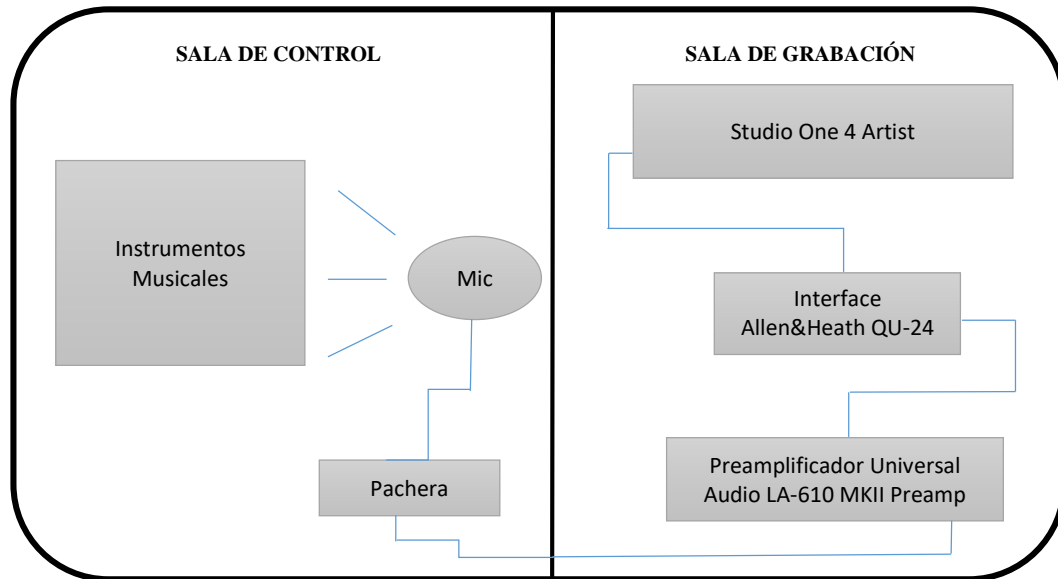 SALA DE CONTROL
Instrumentos
Musicales
Mic
Pachera
SALA DE GRABACIÓN
Studio One 4 Artist
Interface
Allen&Heath QU-24
Preamplificador Universal
Audio LA-610 MKII Preamp